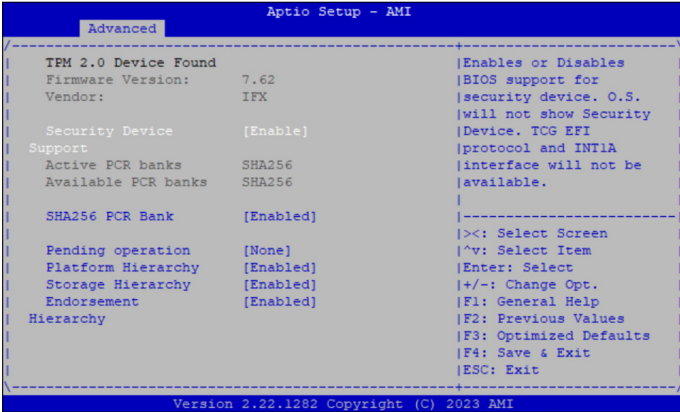 Aptio Setup - AMI
Advanced
/----------------------------------------------------+---------------------------\
| TPM 2.0 Device Found |Enables or Disables
| Firmware Version: 7.62 |BIOS support for
| Vendor: IFX |security device. O.S.
| |will not show Security
| Security Device [Enable] |Device. TCG EFI
| Support |protocol and INT1A
| Active PCR banks SHA256 |interface will not be
| Available PCR banks SHA256 |available.
| |
| SHA256 PCR Bank [Enabled] |---------------------------|
| |><: Select Screen
| Pending operation [None] |^v: Select Item
| Platform Hierarchy [Enabled] |Enter: Select
| Storage Hierarchy [Enabled] |+/-: Change Opt.
| Endorsement [Enabled] |F1: General Help
| Hierarchy |F2: Previous Values
| |F3: Optimized Defaults
| |F4: Save & Exit
| |ESC: Exit
\----------------------------------------------------+---------------------------/
Version 2.22.1282 Copyright (C) 2023 AMI